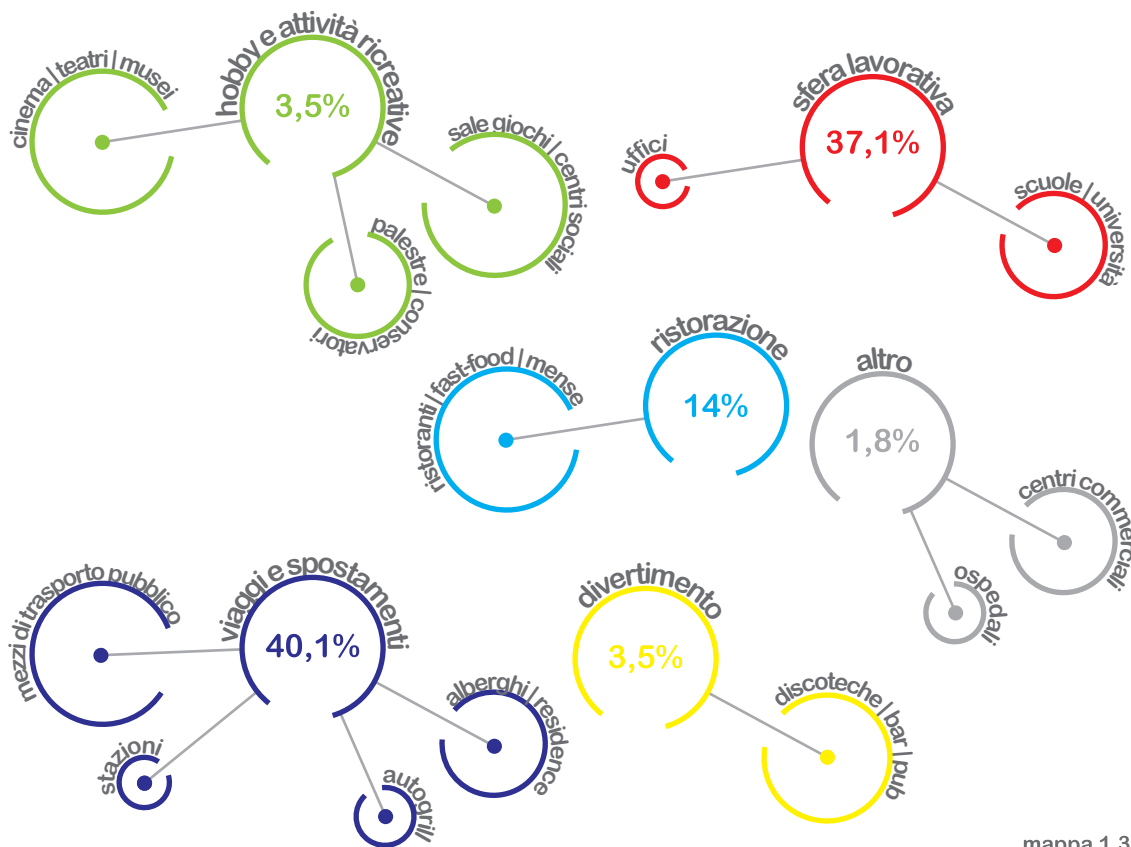 cinema | teatri | musei
hobby e attività ricreative
3,5%
sale giochi | centri sociali
palestre | conservatori
sfera lavorativa
37,1%
uffici
scuole | università
ristorazione
14%
ristoranti | fast-food | mense
altro
1,8%
centri commerciali
ospedali
viaggi e spostamenti
40,1%
mezzi di trasporto pubblico
stazioni
autogrill
alberghi | residence
divertimento
3,5%
discoteche | bar | pub
mappa 1.3